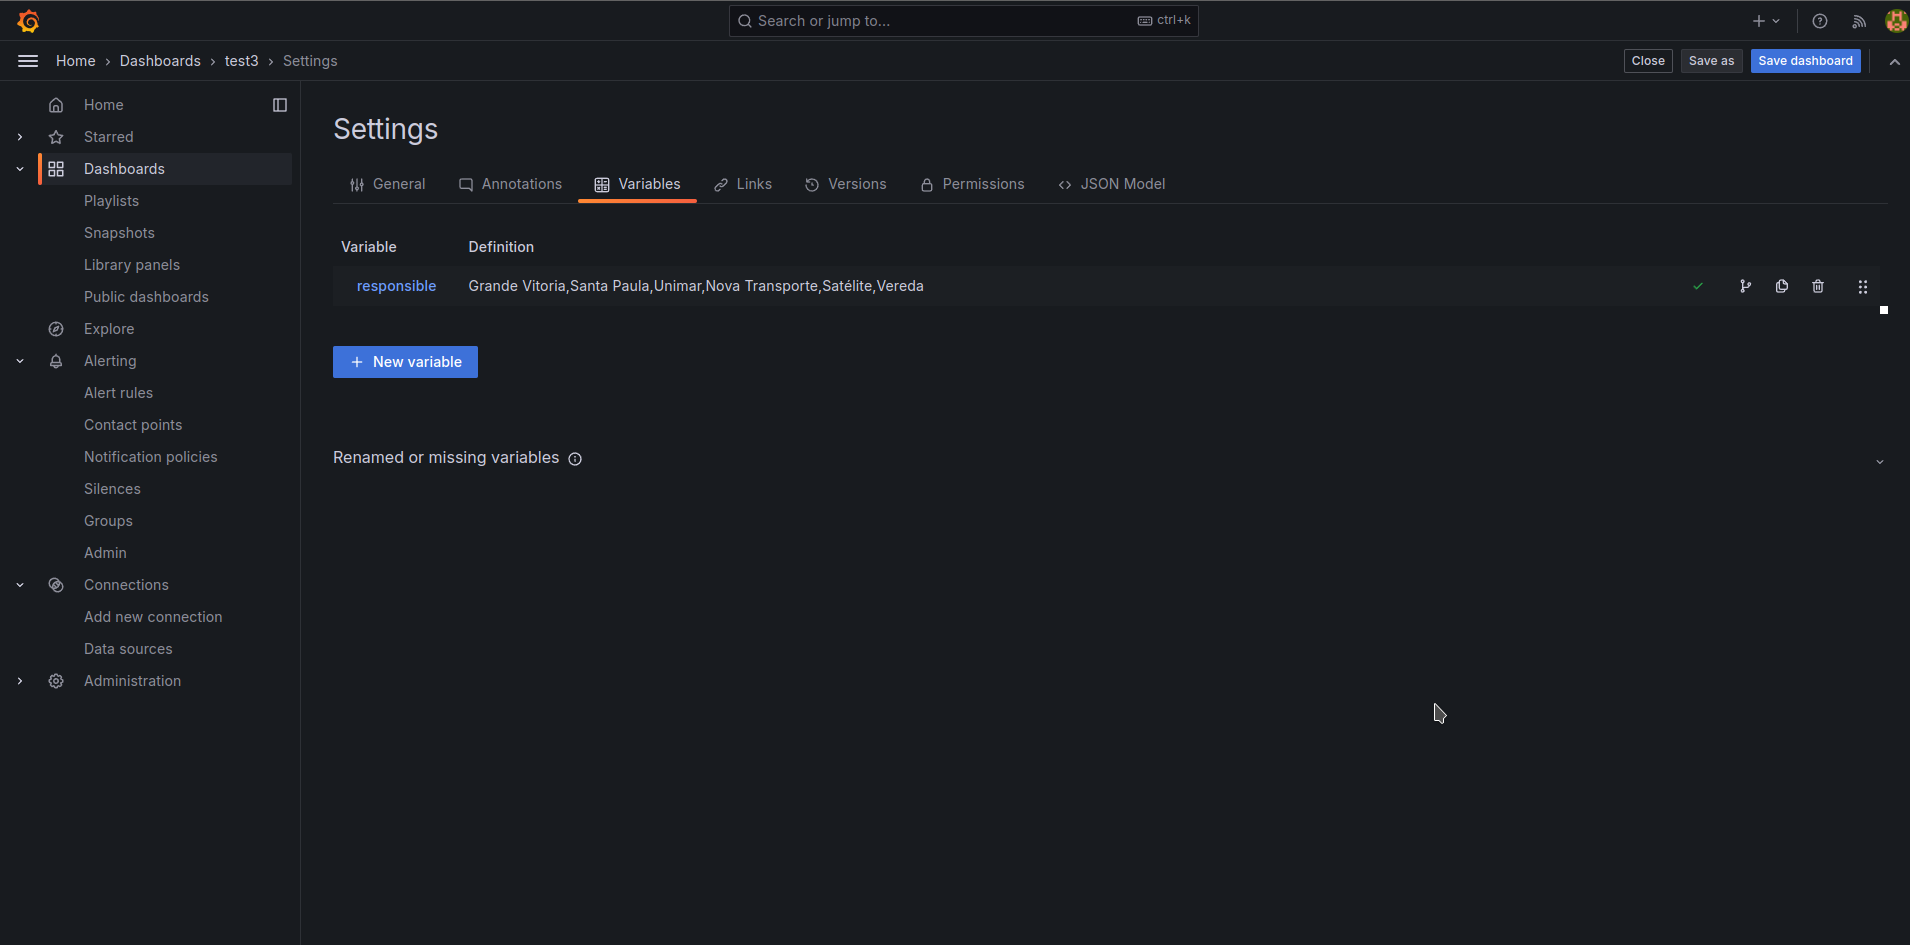 Search or jump to...
ctrl+k
Home › Dashboards › test3 › Settings
Close
Save as
Save dashboard
Home
Starred
Dashboards
Playlists
Snapshots
Library panels
Public dashboards
Explore
Alerting
Alert rules
Contact points
Notification policies
Silences
Groups
Admin
Connections
Add new connection
Data sources
Administration
Settings
General Annotations Variables Links Versions Permissions JSON Model
Variable Definition
responsible Grande Vitoria,Santa Paula,Unimar,Nova Transporte,Satélite,Vereda
+ New variable
Renamed or missing variables